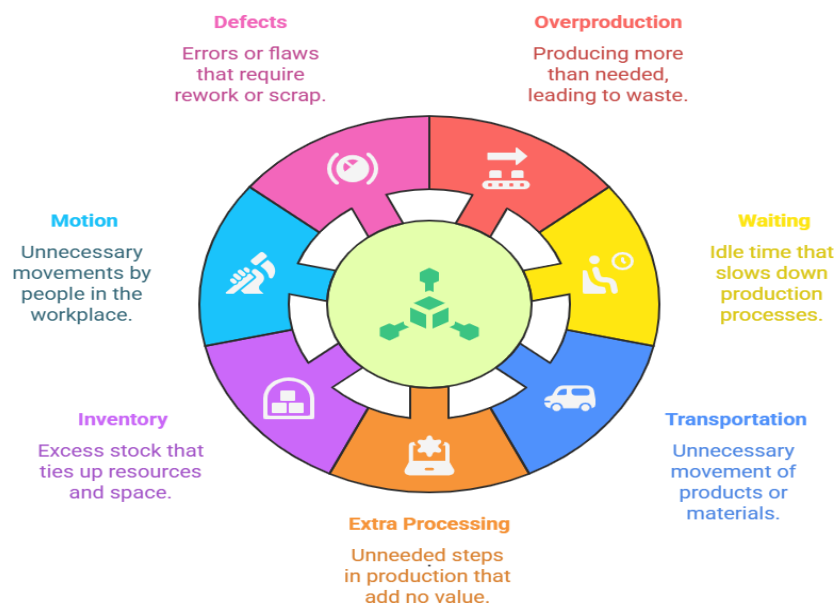 Defects
Errors or flaws
that require
rework or scrap.
Overproduction
Producing more
than needed,
leading to waste.
Motion
Unnecessary
movements by
people in the
workplace.
Waiting
Idle time that
slows down
production
processes.
Inventory
Excess stock that
ties up resources
and space.
Transportation
Unnecessary
movement of
products or
materials.
Extra Processing
Unneeded steps
in production that
add no value.